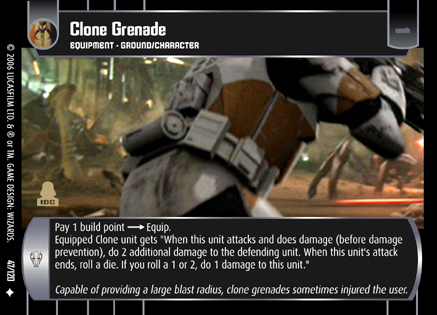 Clone Grenade
EQUIPMENT - GROUND/CHARACTER
© 2006 LUCASFILM LTD. & ® or TM. GAME DESIGN: WIZARDS.
47/120
IDC
Pay 1 build point → Equip.
Equipped Clone unit gets "When this unit attacks and does damage (before damage
prevention), do 2 additional damage to the defending unit. When this unit's attack
ends, roll a die. If you roll a 1 or 2, do 1 damage to this unit."
Capable of providing a large blast radius, clone grenades sometimes injured the user.